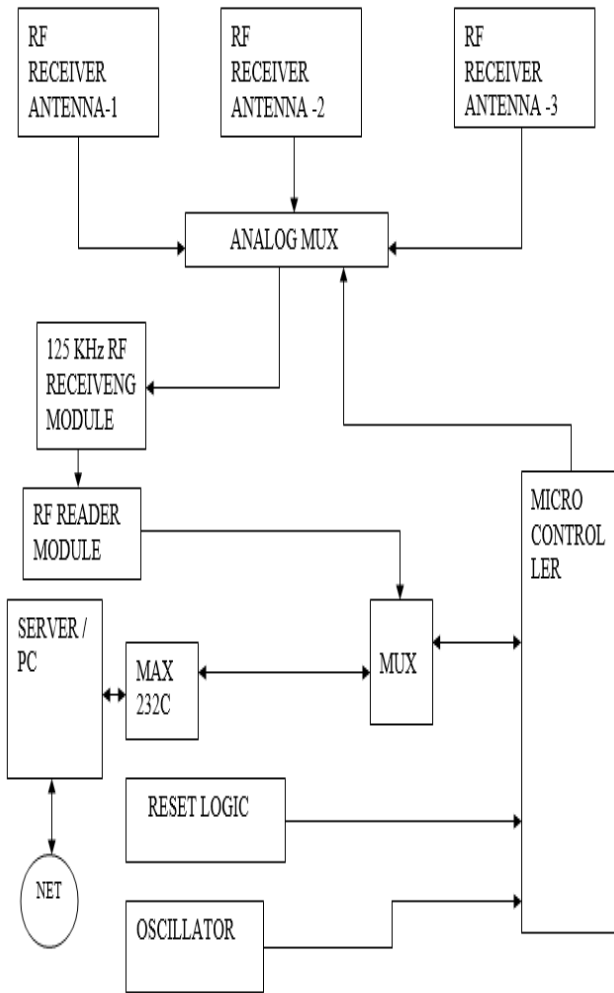 RF
RECEIVER
ANTENNA-1
RF
RECEIVER
ANTENNA -2
RF
RECEIVER
ANTENNA -3
ANALOG MUX
125 KHz RF
RECEIVENG
MODULE
RF READER
MODULE
MICRO
CONTROL
LER
SERVER /
PC
MAX
232C
MUX
RESET LOGIC
NET
OSCILLATOR